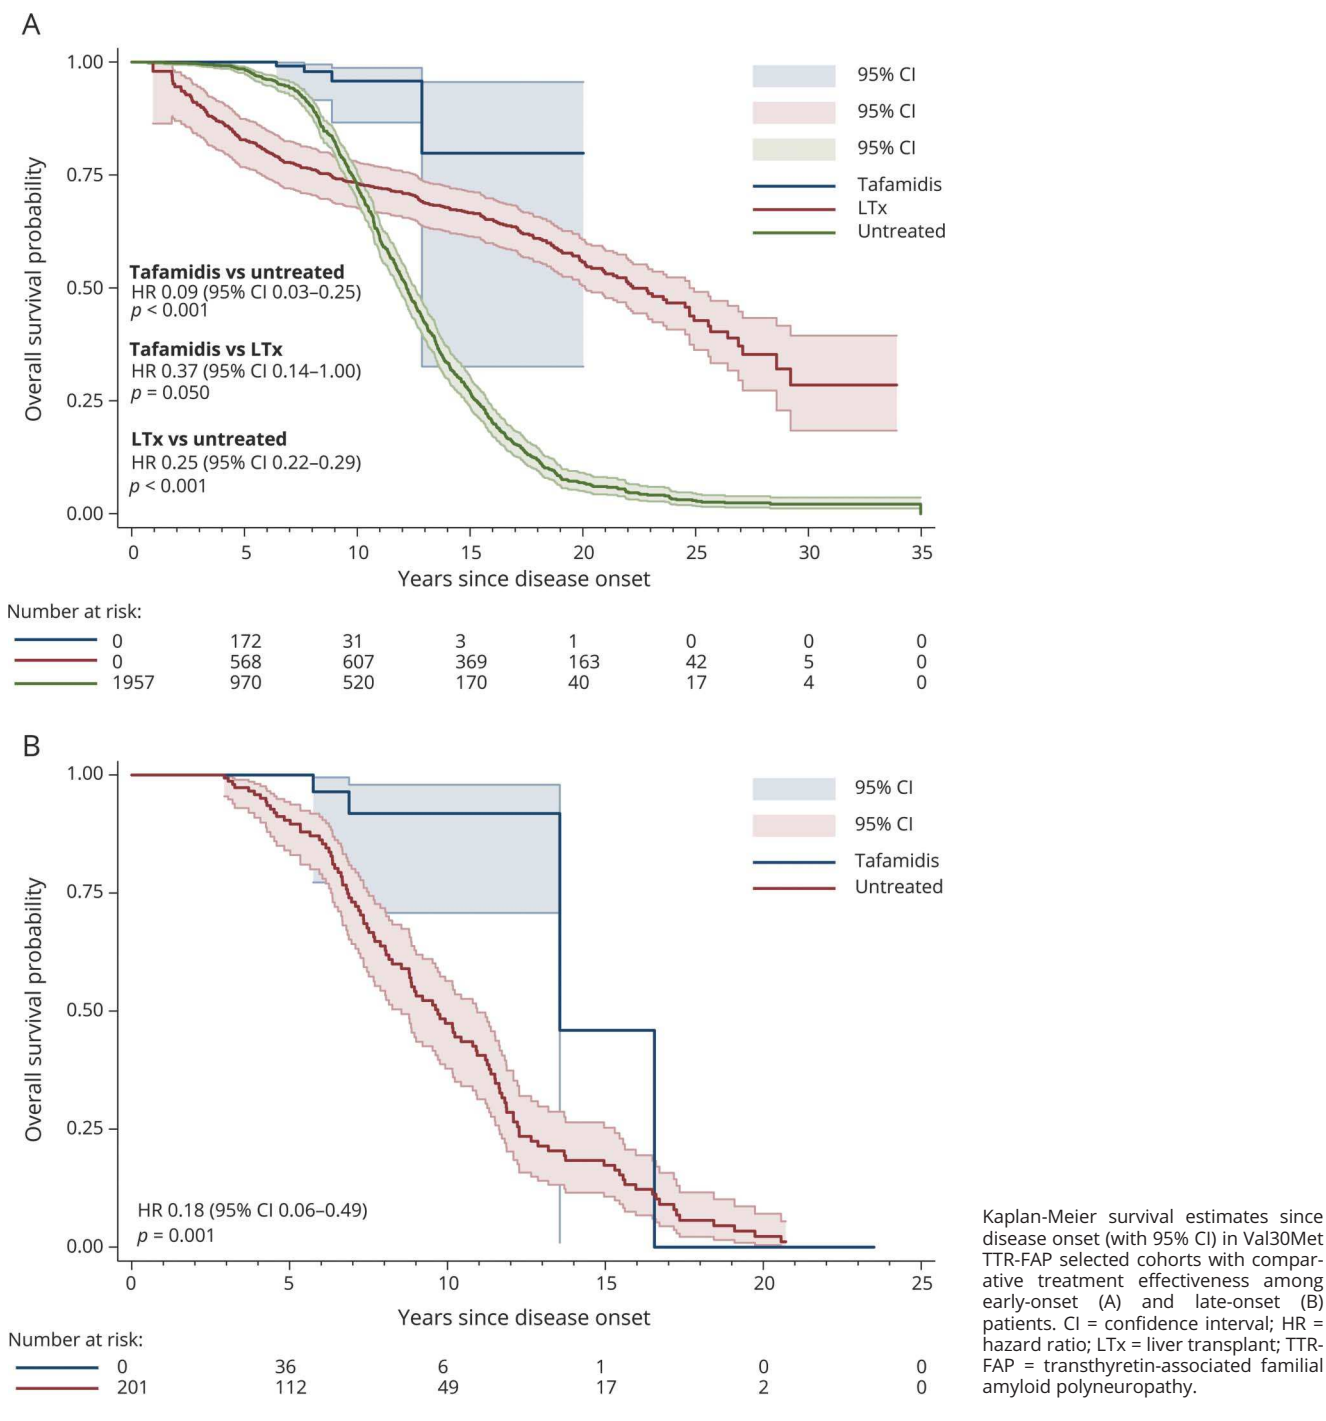 A
1.00
0.75
0.50
0.25
0.00
Overall survival probability
95% CI
95% CI
95% CI
Tafamidis
LTx
Untreated
Tafamidis vs untreated
HR 0.09 (95% CI 0.03–0.25)
p < 0.001
Tafamidis vs LTx
HR 0.37 (95% CI 0.14–1.00)
p = 0.050
LTx vs untreated
HR 0.25 (95% CI 0.22–0.29)
p < 0.001
0 5 10 15 20 25 30 35
Years since disease onset
Number at risk:
0 172 31 3 1 0 0 0
0 568 607 369 163 42 5 0
1957 970 520 170 40 17 4 0
B
1.00
0.75
0.50
0.25
0.00
Overall survival probability
95% CI
95% CI
Tafamidis
Untreated
HR 0.18 (95% CI 0.06–0.49)
p = 0.001
0 5 10 15 20 25
Years since disease onset
Number at risk:
0 36 6 1 0 0
201 112 49 17 2 0
Kaplan-Meier survival estimates since
disease onset (with 95% CI) in Val30Met
TTR-FAP selected cohorts with compar-
ative treatment effectiveness among
early-onset (A) and late-onset (B)
patients. CI = confidence interval; HR =
hazard ratio; LTx = liver transplant; TTR-
FAP = transthyretin-associated familial
amyloid polyneuropathy.